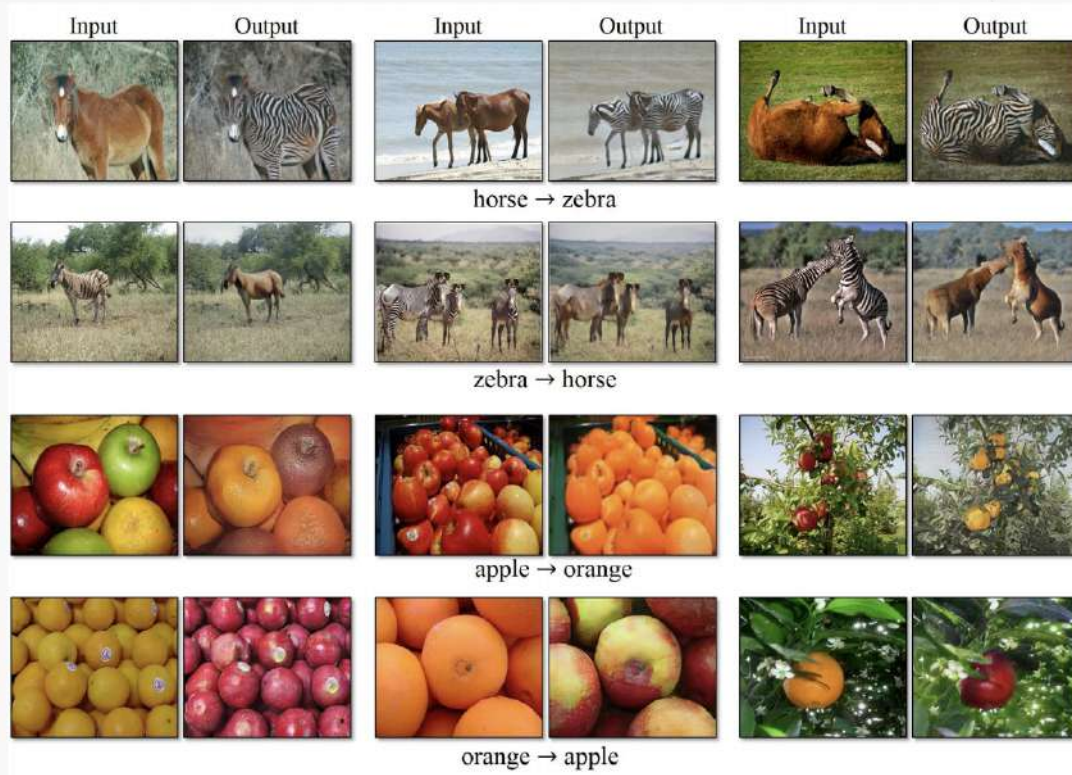 Input Output Input Output Input Output
horse → zebra
zebra → horse
apple → orange
orange → apple